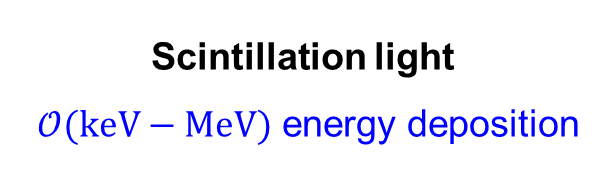 Scintillation light
𝒪(keV − MeV) energy deposition